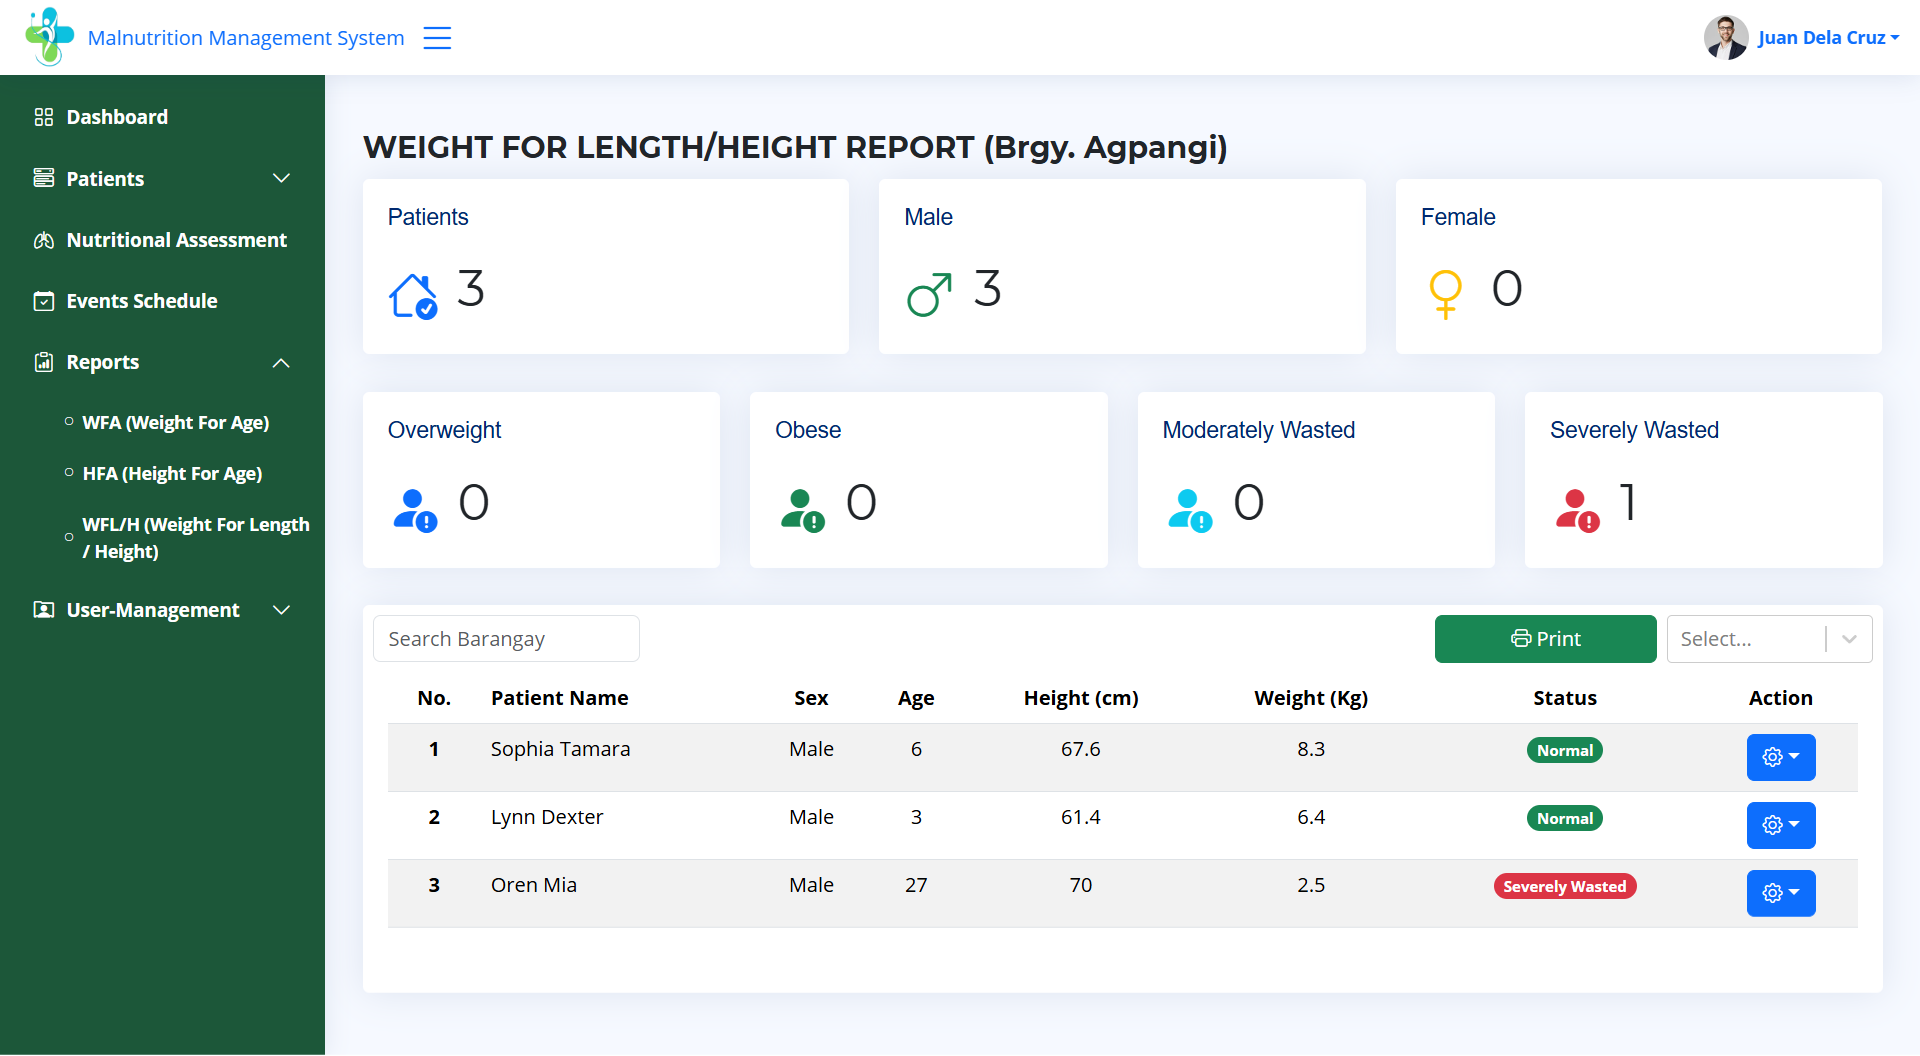 Malnutrition Management System
Juan Dela Cruz
Dashboard
Patients
Nutritional Assessment
Events Schedule
Reports
WFA (Weight For Age)
HFA (Height For Age)
WFL/H (Weight For Length
/ Height)
User-Management
WEIGHT FOR LENGTH/HEIGHT REPORT (Brgy. Agpangi)
Patients
3
Male
3
Female
0
Overweight
0
Obese
0
Moderately Wasted
0
Severely Wasted
1
Search Barangay
Print
Select...
No. Patient Name Sex Age Height (cm) Weight (Kg) Status Action
1 Sophia Tamara Male 6 67.6 8.3 Normal
2 Lynn Dexter Male 3 61.4 6.4 Normal
3 Oren Mia Male 27 70 2.5 Severely Wasted